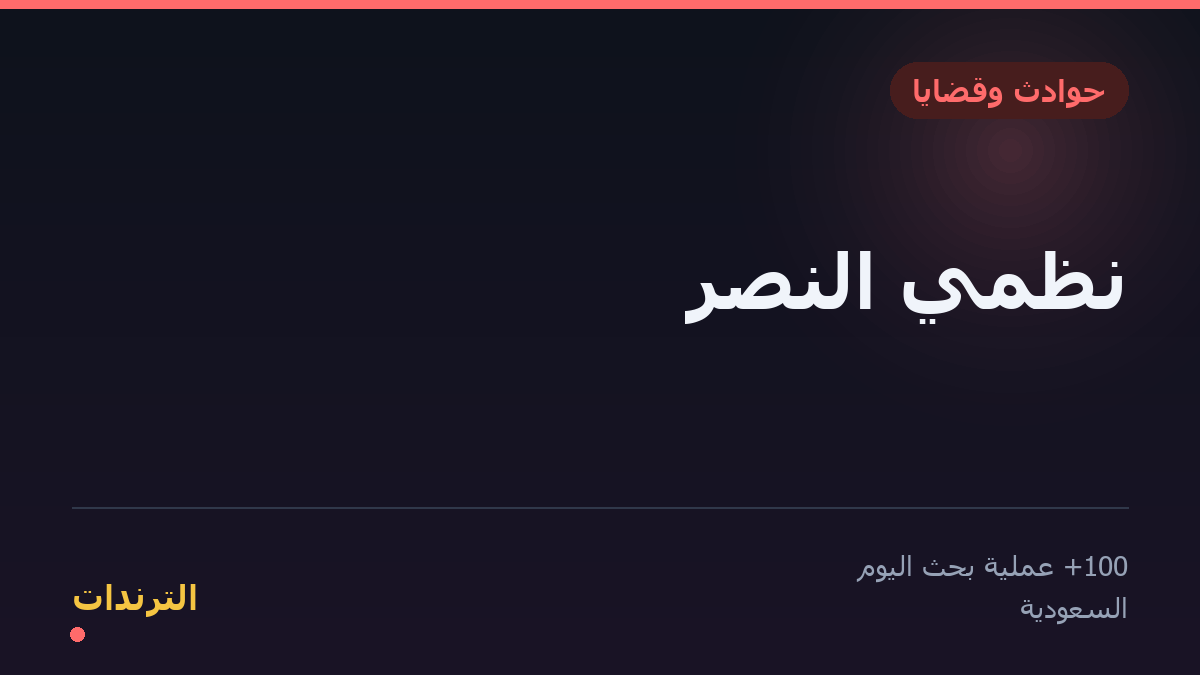 حوادث وقضايا
نظمي النصر
100+ عملية بحث اليوم
السعودية
الترندات